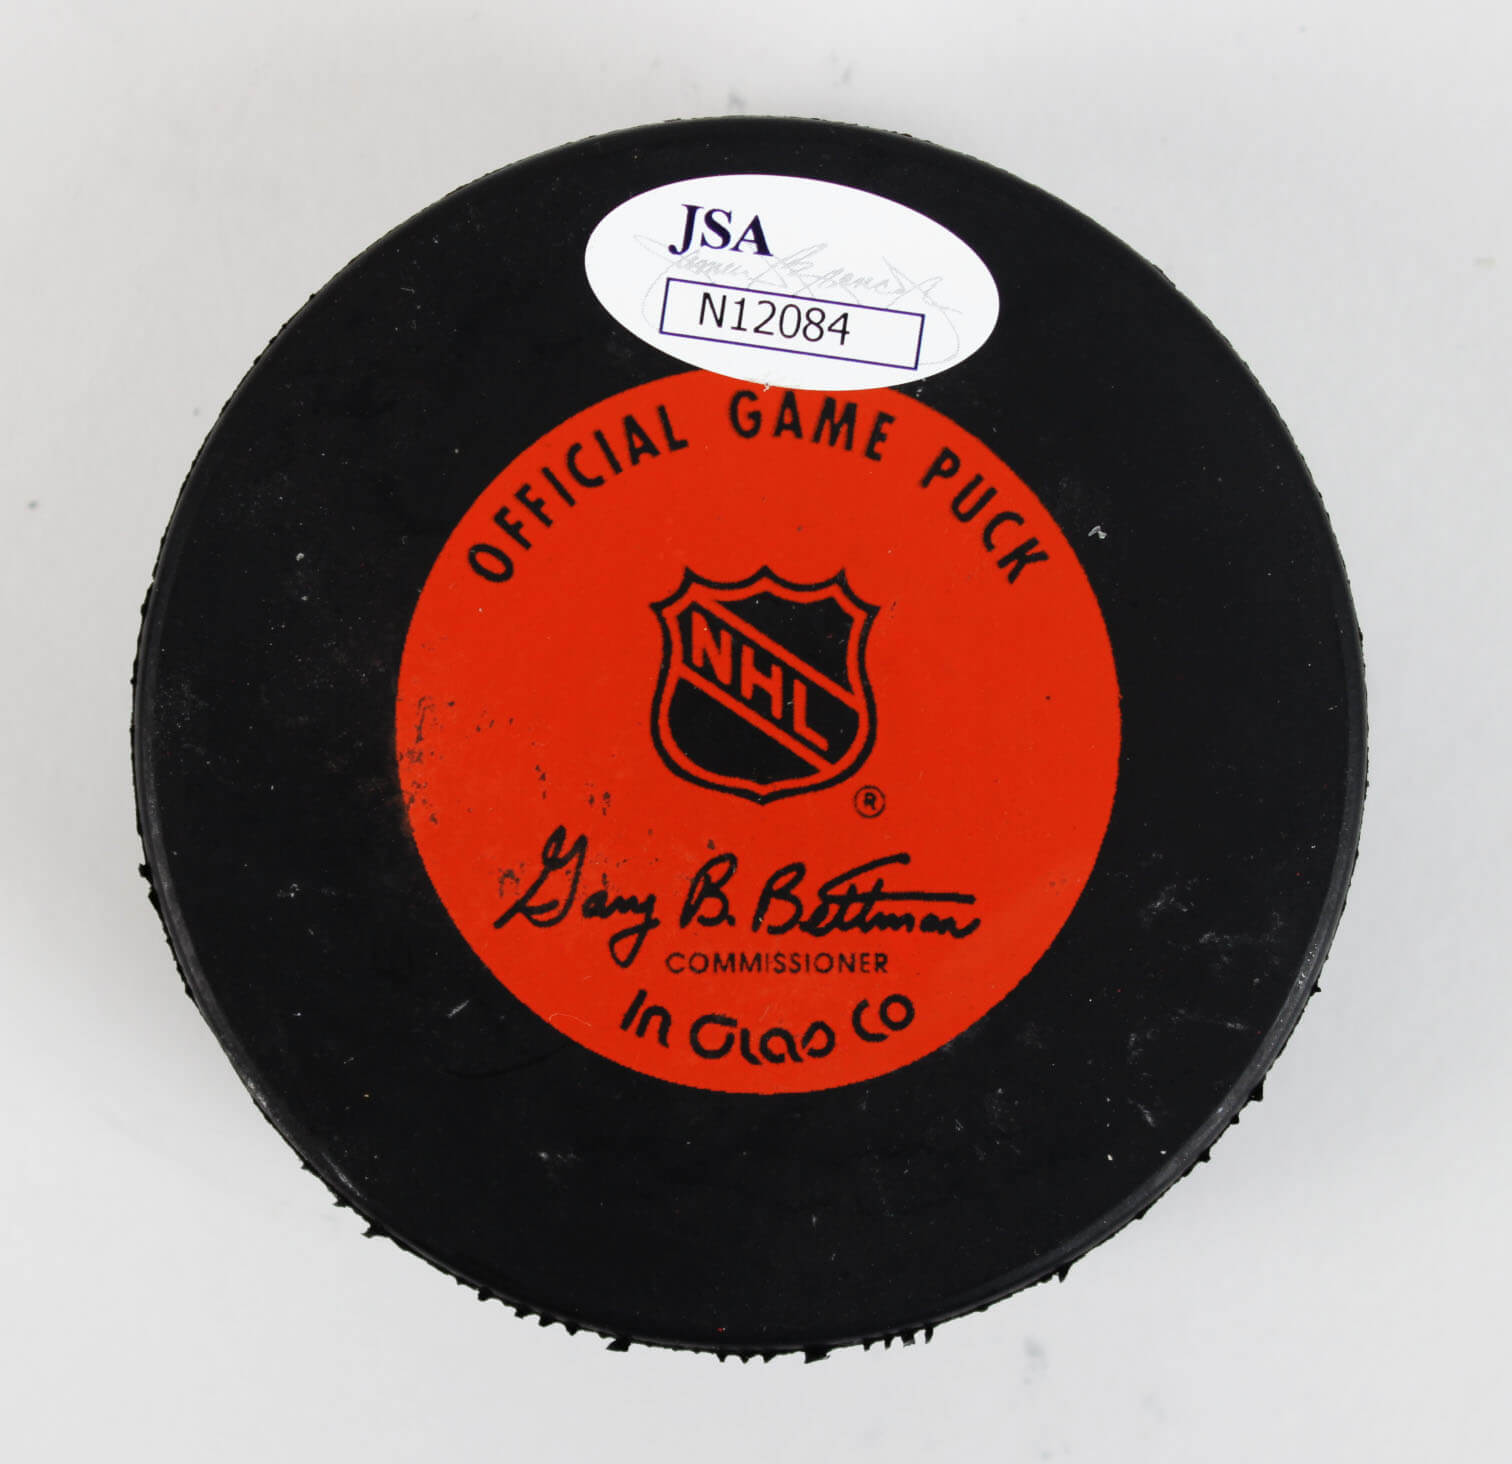 JSA
N12084
OFFICIAL GAME PUCK
NHL
®
Gary B. Bettman
COMMISSIONER
In Glas Co